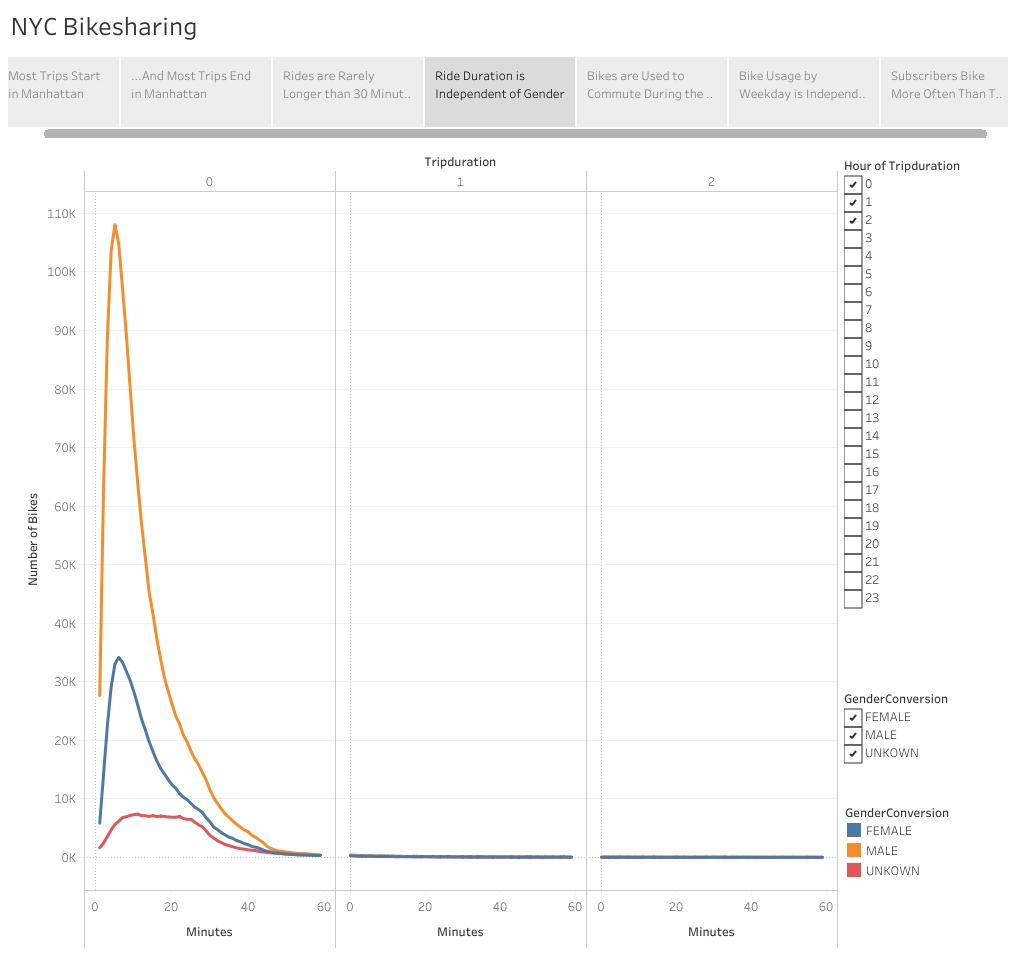 NYC Bikesharing
Most Trips Start
in Manhattan
...And Most Trips End
in Manhattan
Rides are Rarely
Longer than 30 Minut..
Ride Duration is
Independent of Gender
Bikes are Used to
Commute During the ..
Bike Usage by
Weekday is Independ..
Subscribers Bike
More Often Than T..
Tripduration
0
1
2
110K
100K
90K
80K
70K
60K
50K
40K
30K
20K
10K
0K
Number of Bikes
0 20 40 60
0 20 40 60
0 20 40 60
Minutes
Minutes
Minutes
Hour of Tripduration
0
1
2
3
4
5
6
7
8
9
10
11
12
13
14
15
16
17
18
19
20
21
22
23
GenderConversion
FEMALE
MALE
UNKOWN
GenderConversion
FEMALE
MALE
UNKOWN